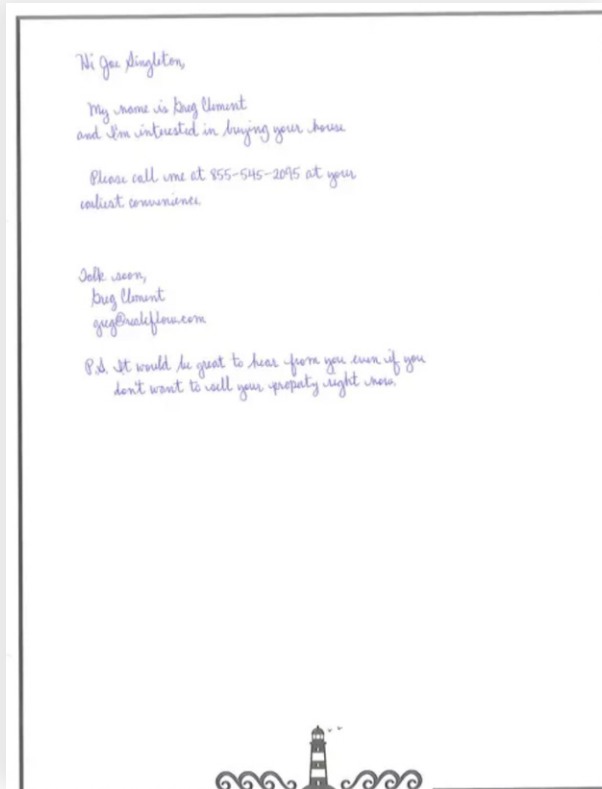 Hi Joe Singleton,
My name is Greg Clement
and I'm interested in buying your house
Please call me at 855-545-2095 at your
earliest convenience
Talk soon,
Greg Clement
greg@realeflow.com
P.S. It would be great to hear from you even if you
don't want to sell your property right now.